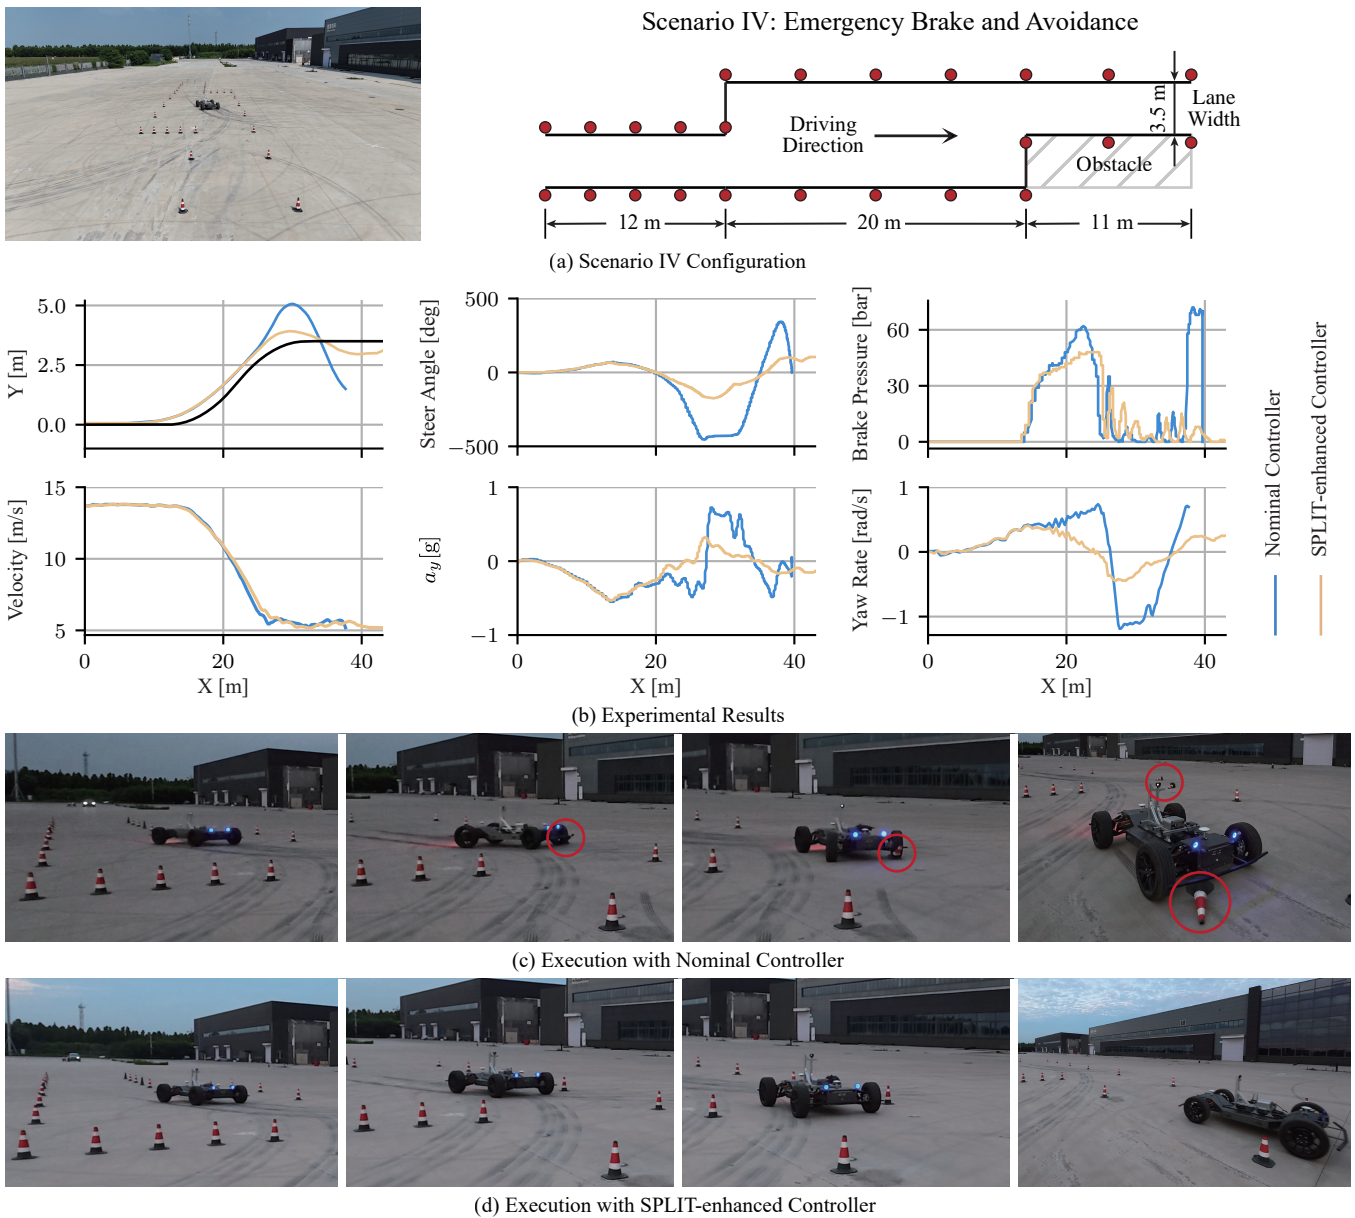 Scenario IV: Emergency Brake and Avoidance
Driving
Direction
3.5 m
Lane
Width
Obstacle
12 m
20 m
11 m
(a) Scenario IV Configuration
5.0
2.5
0.0
Y [m]
500
0
−500
Steer Angle [deg]
60
30
0
Brake Pressure [bar]
15
10
5
Velocity [m/s]
0
20
40
X [m]
1
0
−1
ay[g]
0
20
40
X [m]
1
0
−1
Yaw Rate [rad/s]
0
20
40
X [m]
Nominal Controller
SPLIT-enhanced Controller
(b) Experimental Results
(c) Execution with Nominal Controller
(d) Execution with SPLIT-enhanced Controller